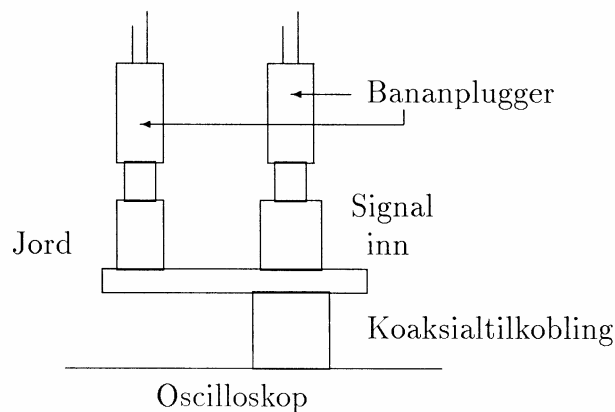 Bananplugger
Signal
inn
Jord
Koaksialtilkobling
Oscilloskop